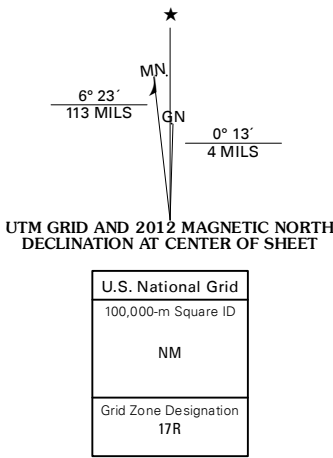 ★
MN.
GN
6° 23´
113 MILS
0° 13´
4 MILS
UTM GRID AND 2012 MAGNETIC NORTH
DECLINATION AT CENTER OF SHEET
U.S. National Grid
100,000-m Square ID
NM
Grid Zone Designation
17R